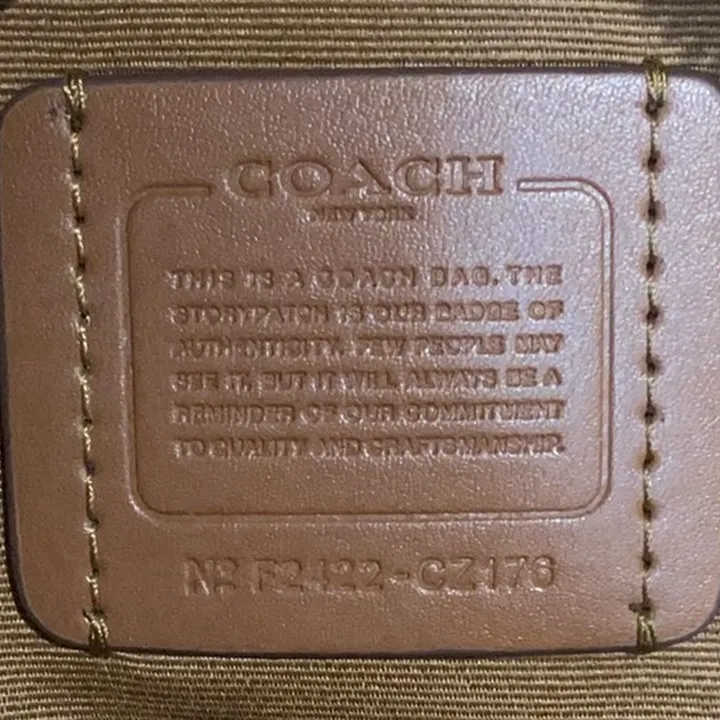 COACH
NEW YORK
THIS IS A COACH BAG. THE
STORYPATCH IS OUR BADGE OF
AUTHENTICITY. FEW PEOPLE MAY
SEE IT, BUT IT WILL ALWAYS BE A
REMINDER OF OUR COMMITMENT
TO QUALITY AND CRAFTSMANSHIP.
Nº F2422-CZ176